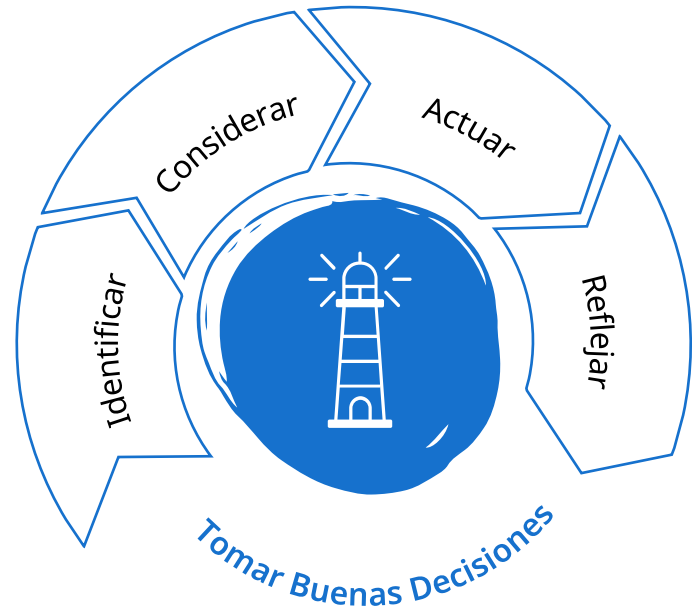 Identificar
Considerar
Actuar
Reflejar
Tomar Buenas Decisiones